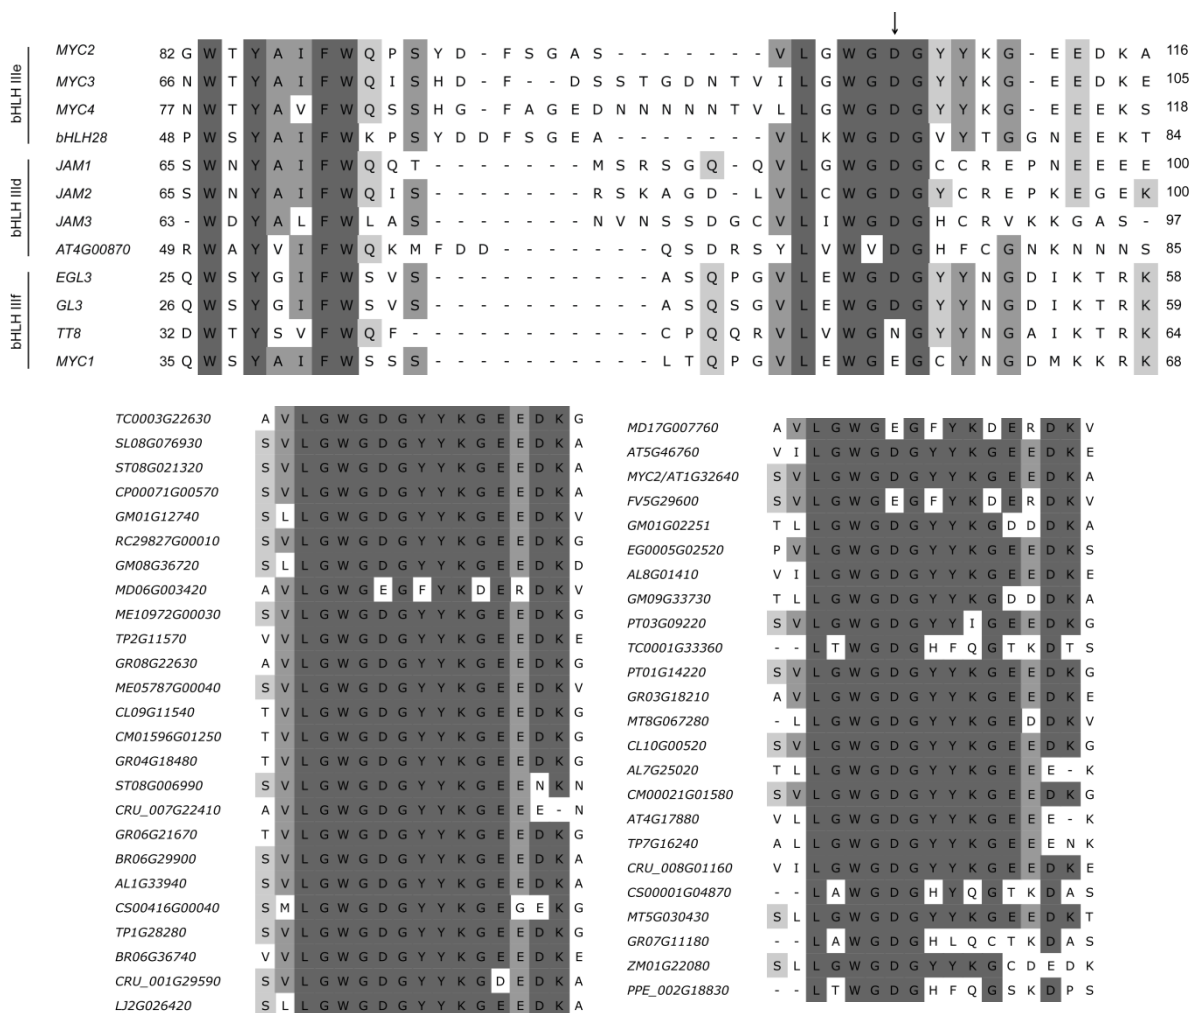 bHLH IIIe
MYC2 82 G W T Y A I F W Q P S Y D - F S G A S - - - - - - - V L G W G D G Y Y K G - E E D K A 116
MYC3 66 N W T Y A I F W Q I S H D - F - - D S S T G D N T V I L G W G D G Y Y K G - E E D K E 105
MYC4 77 N W T Y A V F W Q S S H G - F A G E D N N N N N T V L L G W G D G Y Y K G - E E E K S 118
bHLH28 48 P W S Y A I F W K P S Y D D F S G E A - - - - - - - V L K W G D G V Y T G G N E E K T 84
bHLH IIId
JAM1 65 S W N Y A I F W Q Q T - - - - - - - M S R S G Q - Q V L G W G D G C C R E P N E E E E 100
JAM2 65 S W N Y A I F W Q I S - - - - - - - R S K A G D - L V L C W G D G Y C R E P K E G E K 100
JAM3 63 - W D Y A L F W L A S - - - - - - - N V N S S D G C V L I W G D G H C R V K K G A S - 97
AT4G00870 49 R W A Y V I F W Q K M F D D - - - - - - - Q S D R S Y L V W V D G H F C G N K N N N S 85
bHLH IIIf
EGL3 25 Q W S Y G I F W S V S - - - - - - - - - - A S Q P G V L E W G D G Y Y N G D I K T R K 58
GL3 26 Q W S Y G I F W S V S - - - - - - - - - - A S Q S G V L E W G D G Y Y N G D I K T R K 59
TT8 32 D W T Y S V F W Q F - - - - - - - - - - - C P Q Q R V L V W G N G Y Y N G A I K T R K 64
MYC1 35 Q W S Y A I F W S S S - - - - - - - - - - L T Q P G V L E W G E G C Y N G D M K K R K 68
TC0003G22630 A V L G W G D G Y Y K G E E D K G
SL08G076930 S V L G W G D G Y Y K G E E D K A
ST08G021320 S V L G W G D G Y Y K G E E D K A
CP00071G00570 S V L G W G D G Y Y K G E E D K A
GM01G12740 S L L G W G D G Y Y K G E E D K V
RC29827G00010 S V L G W G D G Y Y K G E E D K G
GM08G36720 S L L G W G D G Y Y K G E E D K D
MD06G003420 A V L G W G E G F Y K D E R D K V
ME10972G00030 S V L G W G D G Y Y K G E E D K G
TP2G11570 V V L G W G D G Y Y K G E E D K E
GR08G22630 A V L G W G D G Y Y K G E E D K G
ME05787G00040 S V L G W G D G Y Y K G E E D K V
CL09G11540 T V L G W G D G Y Y K G E E D K G
CM01596G01250 T V L G W G D G Y Y K G E E D K G
GR04G18480 T V L G W G D G Y Y K G E E D K G
ST08G006990 S V L G W G D G Y Y K G E E N K N
CRU_007G22410 A V L G W G D G Y Y K G E E E - N
GR06G21670 T V L G W G D G Y Y K G E E D K G
BR06G29900 S V L G W G D G Y Y K G E E D K A
AL1G33940 S V L G W G D G Y Y K G E E D K A
CS00416G00040 S M L G W G D G Y Y K G E G E K G
TP1G28280 S V L G W G D G Y Y K G E E D K G
BR06G36740 V V L G W G D G Y Y K G E E D K E
CRU_001G29590 S V L G W G D G Y Y K G D E D K A
LJ2G026420 S L L G W G D G Y Y K G E E D K A
MD17G007760 A V L G W G E G F Y K D E R D K V
AT5G46760 V I L G W G D G Y Y K G E E D K E
MYC2/AT1G32640 S V L G W G D G Y Y K G E E D K A
FV5G29600 S V L G W G E G F Y K D E R D K V
GM01G02251 T L L G W G D G Y Y K G D D D K A
EG0005G02520 P V L G W G D G Y Y K G E E D K S
AL8G01410 V I L G W G D G Y Y K G E E D K E
GM09G33730 T L L G W G D G Y Y K G D D D K A
PT03G09220 S V L G W G D G Y Y I G E E D K G
TC0001G33360 - - L T W G D G H F Q G T K D T S
PT01G14220 S V L G W G D G Y Y K G E E D K G
GR03G18210 A V L G W G D G Y Y K G E E D K E
MT8G067280 - L L G W G D G Y Y K G E D D K V
CL10G00520 S V L G W G D G Y Y K G E E D K G
AL7G25020 T L L G W G D G Y Y K G E E E - K
CM00021G01580 S V L G W G D G Y Y K G E E D K G
AT4G17880 V L L G W G D G Y Y K G E E E - K
TP7G16240 A L L G W G D G Y Y K G E E E N K
CRU_008G01160 V I L G W G D G Y Y K G E E D K E
CS00001G04870 - - L A W G D G H Y Q G T K D A S
MT5G030430 S L L G W G D G Y Y K G E E D K T
GR07G11180 - - L A W G D G H L Q C T K D A S
ZM01G22080 S L L G W G D G Y Y K G C D E D K
PPE_002G18830 - - L T W G D G H F Q G S K D P S